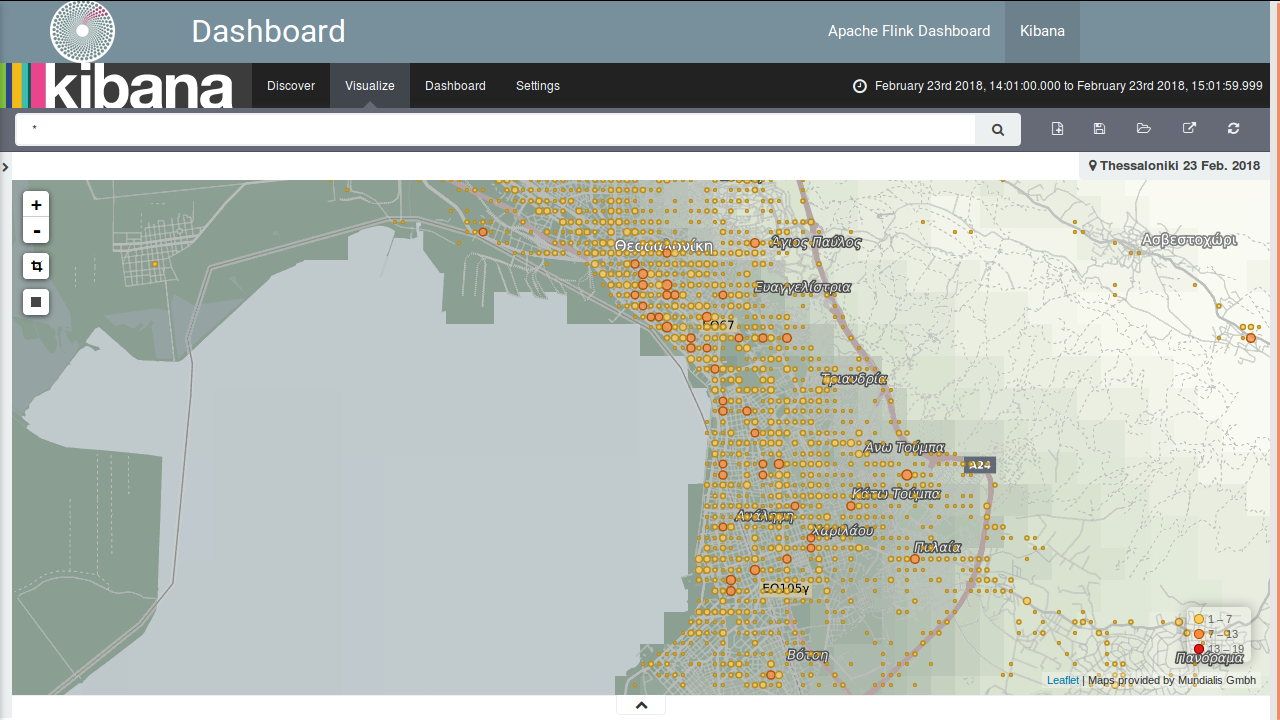 Dashboard
Apache Flink Dashboard
Kibana
kibana
Discover
Visualize
Dashboard
Settings
February 23rd 2018, 14:01:00.000 to February 23rd 2018, 15:01:59.999
*
Thessaloniki 23 Feb. 2018
+
-
Θεσσαλονίκη
Άγιος Παύλος
Ασβεστοχώρι
Ευαγγελίστρια
ΕΟ67
Τριανδρία
Άνω Τούμπα
A24
Κάτω Τούμπα
Ανάληψη
Χαριλάου
Πυλαία
ΕΟ105γ
Βότση
1 – 7
7 – 13
13 – 19
Πανόραμα
Leaflet | Maps provided by Mundialis Gmbh